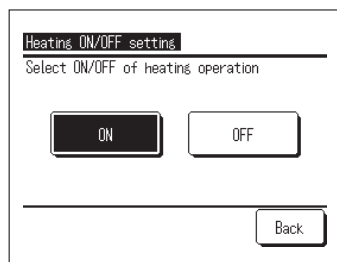 Heating ON/OFF setting
Select ON/OFF of heating operation
ON OFF
Back